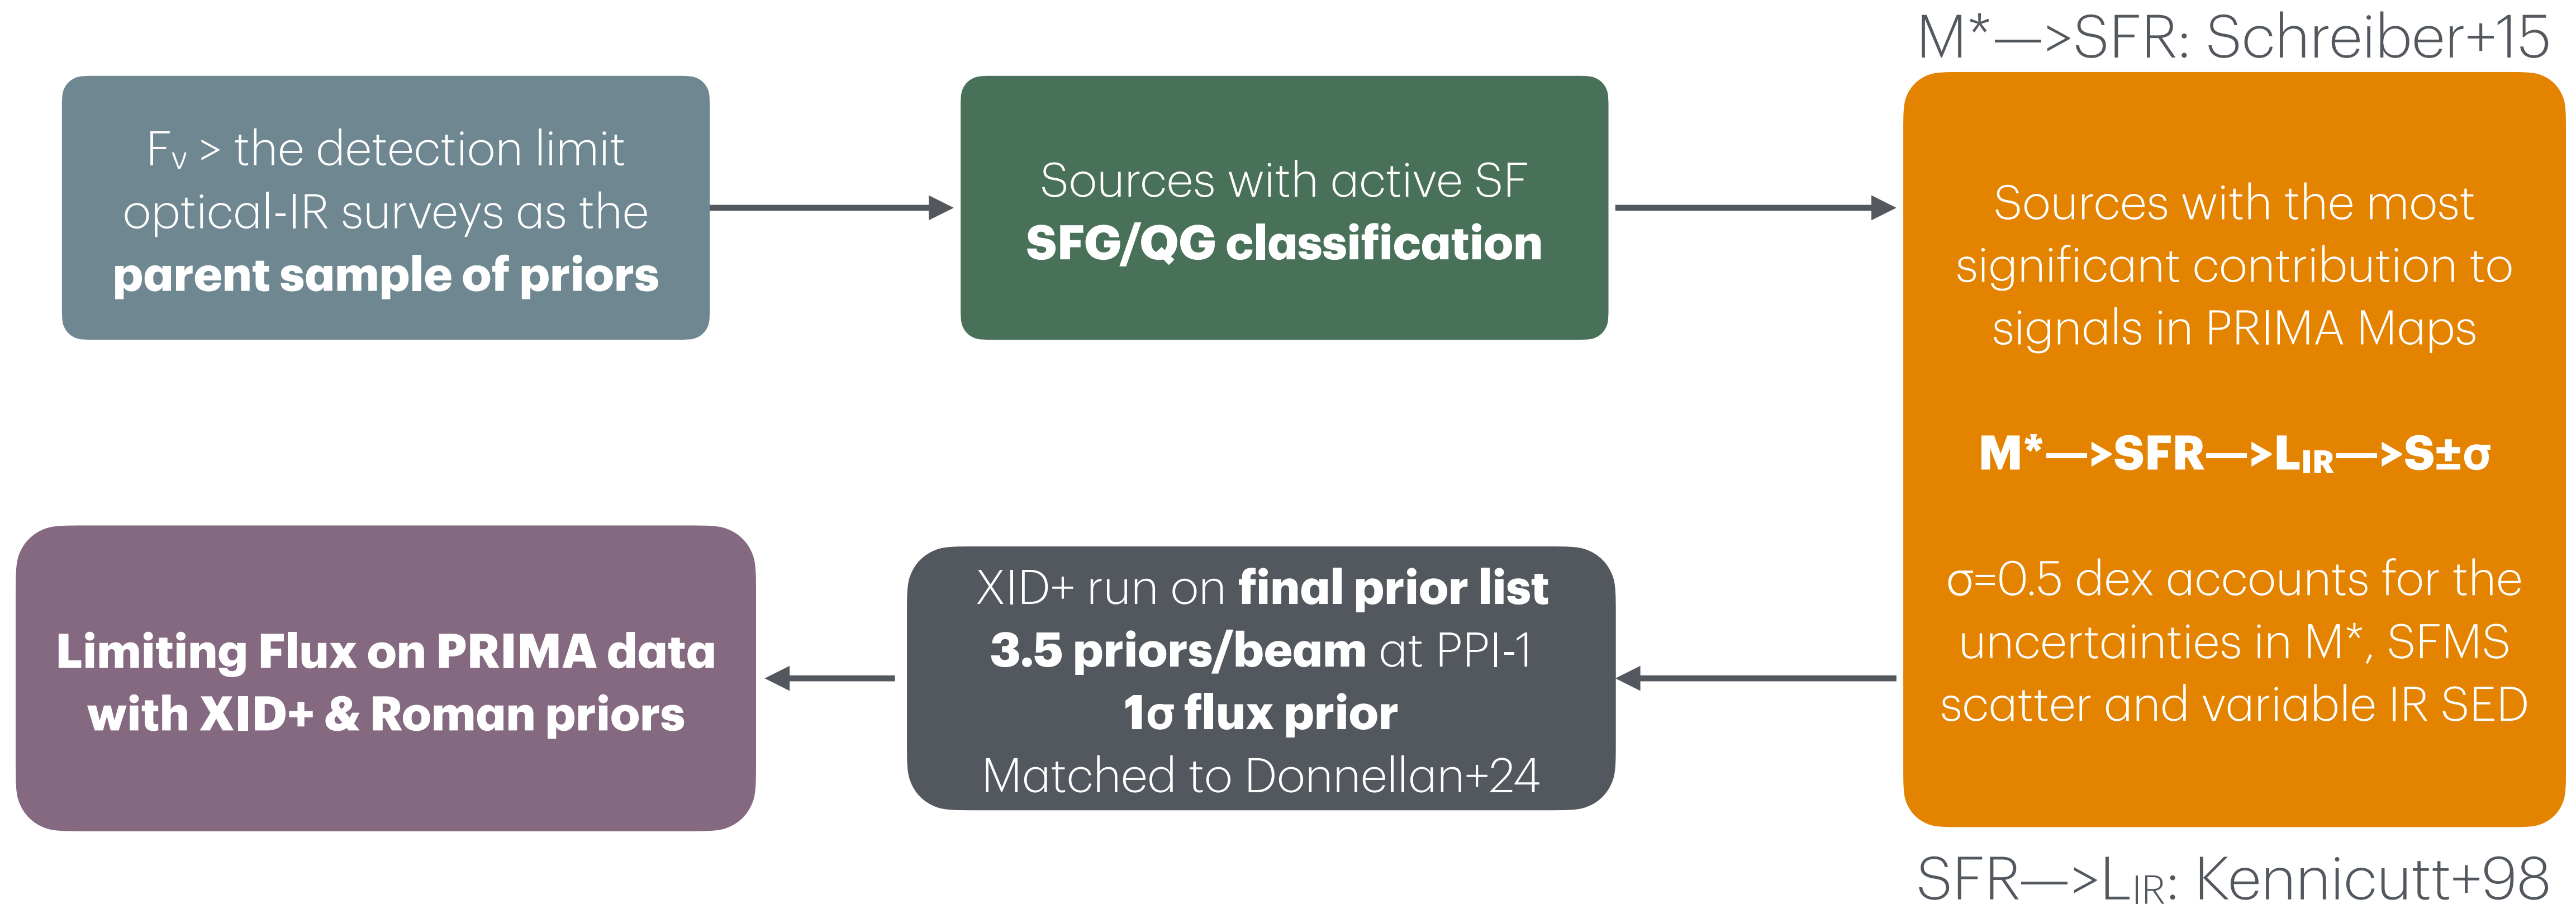 F_ν > the detection limit
optical-IR surveys as the
parent sample of priors
Sources with active SF
SFG/QG classification
M*—>SFR: Schreiber+15
Sources with the most
significant contribution to
signals in PRIMA Maps
M*—>SFR—>L_IR—>S±σ
σ=0.5 dex accounts for the
uncertainties in M*, SFMS
scatter and variable IR SED
SFR—>L_IR: Kennicutt+98
XID+ run on final prior list
3.5 priors/beam at PPI-1
1σ flux prior
Matched to Donnellan+24
Limiting Flux on PRIMA data
with XID+ & Roman priors